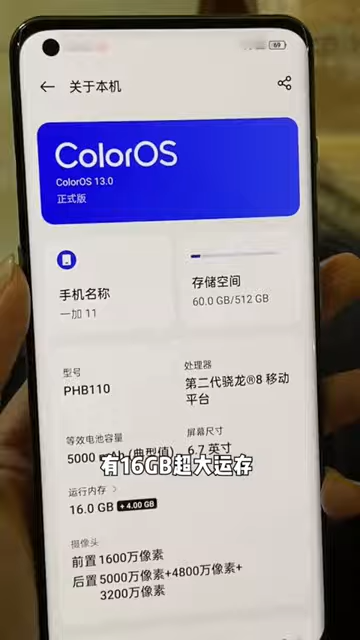 69
关于本机
ColorOS
ColorOS 13.0
正式版
手机名称
一加 11
存储空间
60.0 GB/512 GB
型号
PHB110
处理器
第二代骁龙®8 移动
平台
等效电池容量
5000 mAh (典型值)
屏幕尺寸
6.7 英寸
有16GB超大运存
运行内存
16.0 GB + 4.00 GB
摄像头
前置 1600万像素
后置 5000万像素+4800万像素+
3200万像素